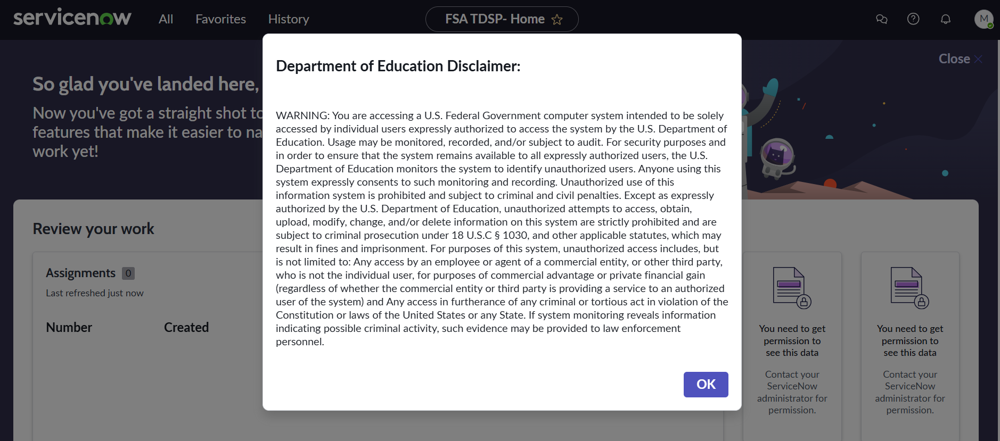 servicenow All Favorites History FSA TDSP- Home M
Close
So glad you've landed here,
Now you've got a straight shot to
features that make it easier to na
work yet!
Department of Education Disclaimer:
WARNING: You are accessing a U.S. Federal Government computer system intended to be solely
accessed by individual users expressly authorized to access the system by the U.S. Department of
Education. Usage may be monitored, recorded, and/or subject to audit. For security purposes and
in order to ensure that the system remains available to all expressly authorized users, the U.S.
Department of Education monitors the system to identify unauthorized users. Anyone using this
system expressly consents to such monitoring and recording. Unauthorized use of this
information system is prohibited and subject to criminal and civil penalties. Except as expressly
authorized by the U.S. Department of Education, unauthorized attempts to access, obtain,
upload, modify, change, and/or delete information on this system are strictly prohibited and are
subject to criminal prosecution under 18 U.S.C § 1030, and other applicable statutes, which may
result in fines and imprisonment. For purposes of this system, unauthorized access includes, but
is not limited to: Any access by an employee or agent of a commercial entity, or other third party,
who is not the individual user, for purposes of commercial advantage or private financial gain
(regardless of whether the commercial entity or third party is providing a service to an authorized
user of the system) and Any access in furtherance of any criminal or tortious act in violation of the
Constitution or laws of the United States or any State. If system monitoring reveals information
indicating possible criminal activity, such evidence may be provided to law enforcement
personnel.
OK
Review your work
Assignments 0
Last refreshed just now
Number Created
You need to get
permission to
see this data
Contact your
ServiceNow
administrator for
permission.
You need to get
permission to
see this data
Contact your
ServiceNow
administrator for
permission.